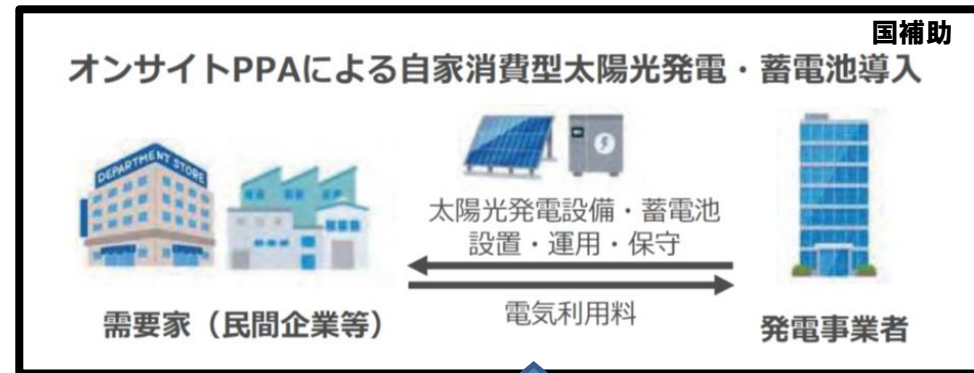 国補助
オンサイトPPAによる自家消費型太陽光発電・蓄電池導入
DEPARTMENT STORE
太陽光発電設備・蓄電池
設置・運用・保守
電気利用料
需要家（民間企業等）
発電事業者